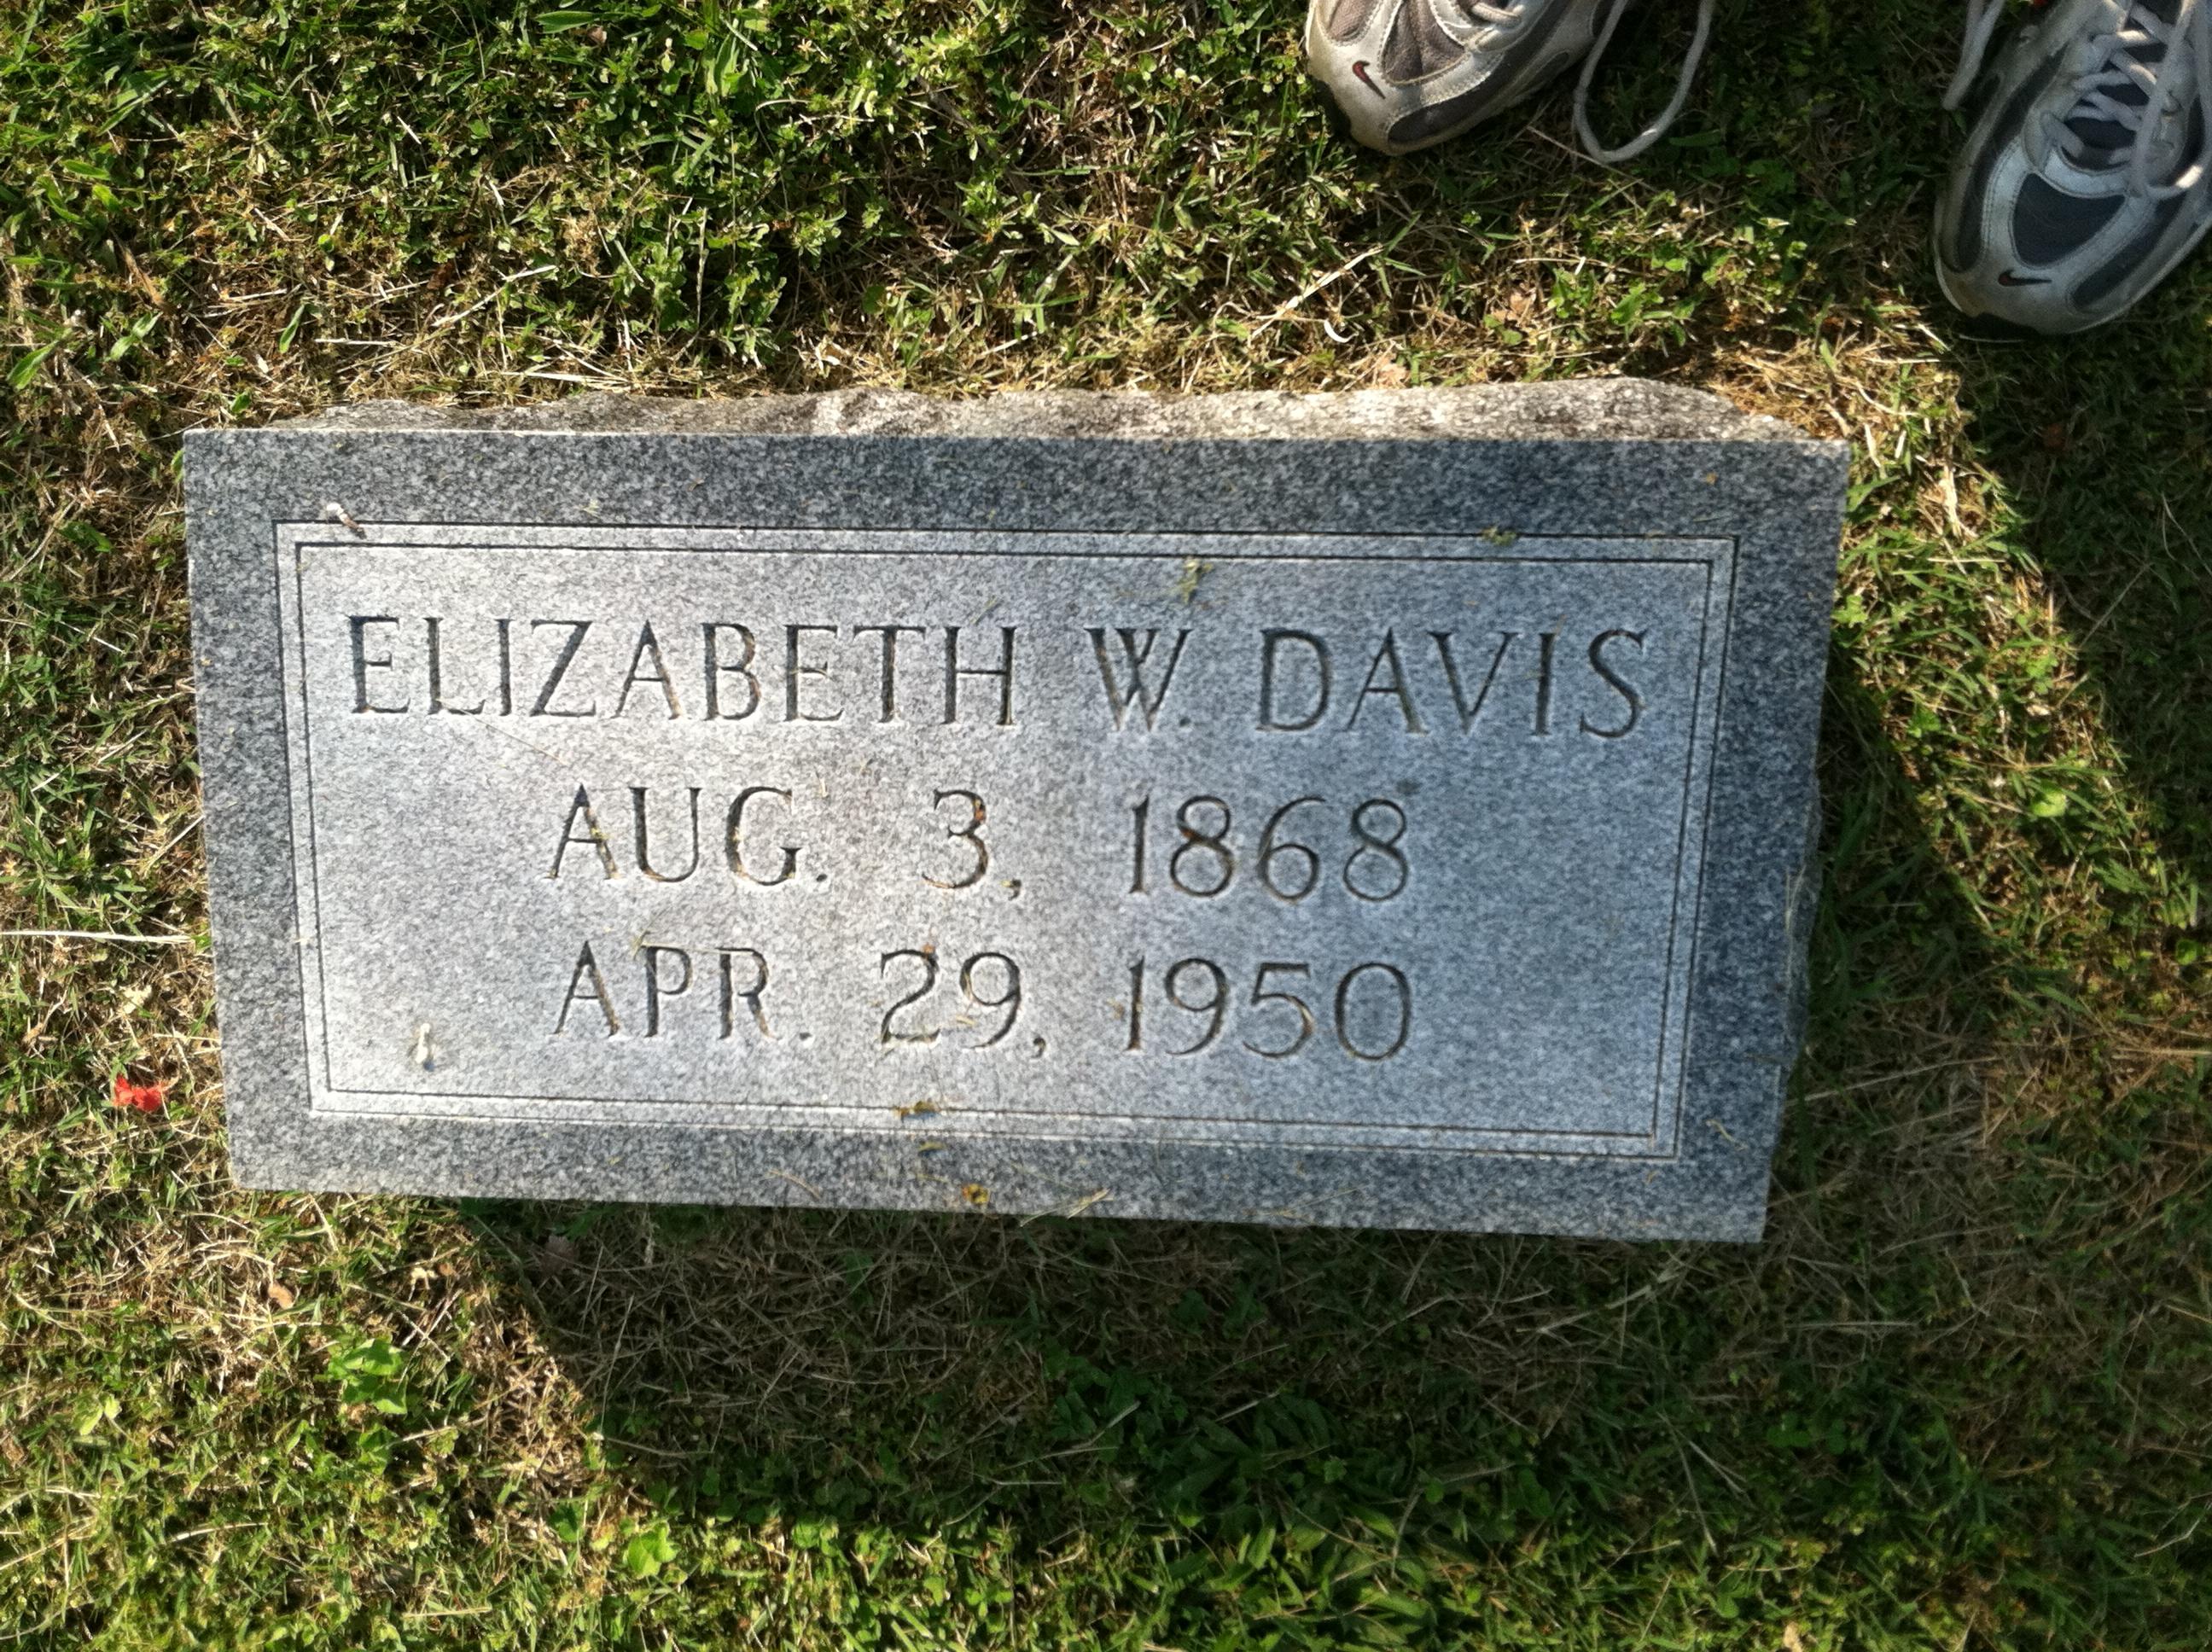 ELIZABETH W. DAVIS
AUG. 3, 1868
APR. 29, 1950